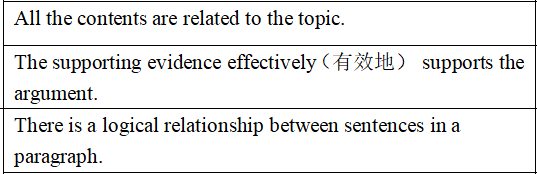 All the contents are related to the topic.
The supporting evidence effectively（有效地） supports the
argument.
There is a logical relationship between sentences in a
paragraph.